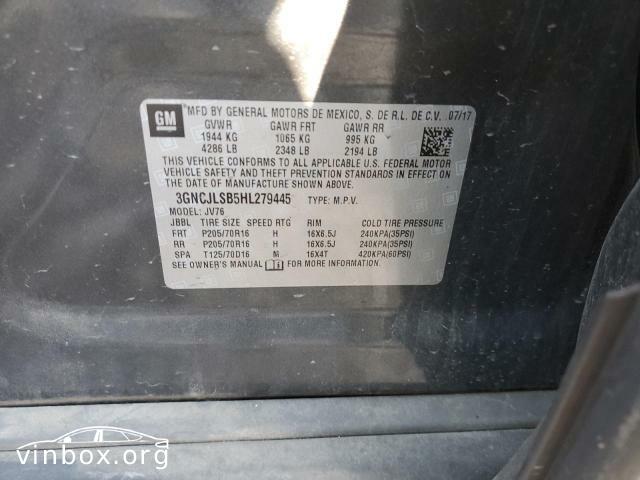 GM
MFD BY GENERAL MOTORS DE MEXICO, S. DE R.L. DE C.V. 07/17
GVWR GAWR FRT GAWR RR
1944 KG 1065 KG 995 KG
4286 LB 2348 LB 2194 LB
THIS VEHICLE CONFORMS TO ALL APPLICABLE U.S. FEDERAL MOTOR
VEHICLE SAFETY AND THEFT PREVENTION STANDARDS IN EFFECT
ON THE DATE OF MANUFACTURE SHOWN ABOVE.
3GNCJLSB5HL279445 TYPE: M.P.V.
MODEL: JV76
JBBL TIRE SIZE SPEED RTG RIM COLD TIRE PRESSURE
FRT P205/70R16 H 16X6.5J 240KPA(35PSI)
RR P205/70R16 H 16X6.5J 240KPA(35PSI)
SPA T125/70D16 M 16X4T 420KPA(60PSI)
SEE OWNER'S MANUAL FOR MORE INFORMATION
vinbox.org